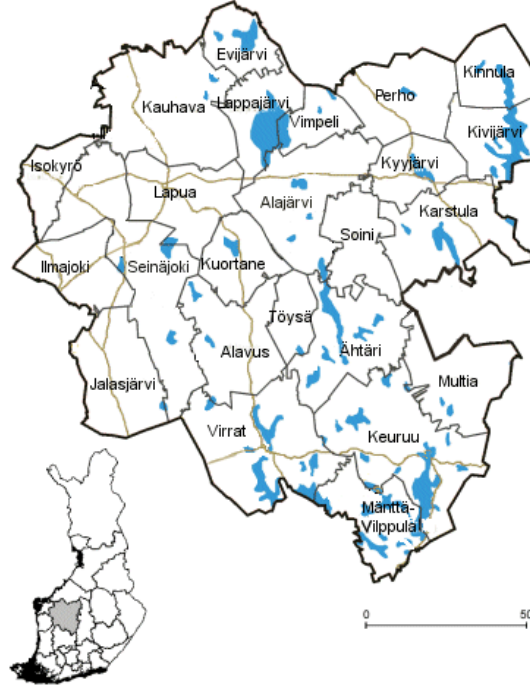 Evijärvi
Kinnula
Kauhava
Lappajärvi
Perho
Vimpeli
Kivijärvi
Isokyrö
Kyyjärvi
Lapua
Alajärvi
Karstula
Soini
Ilmajoki
Seinäjoki
Kuortane
Töysä
Alavus
Ähtäri
Jalasjärvi
Multia
Virrat
Keuruu
Mänttä-
Vilppula
0
50